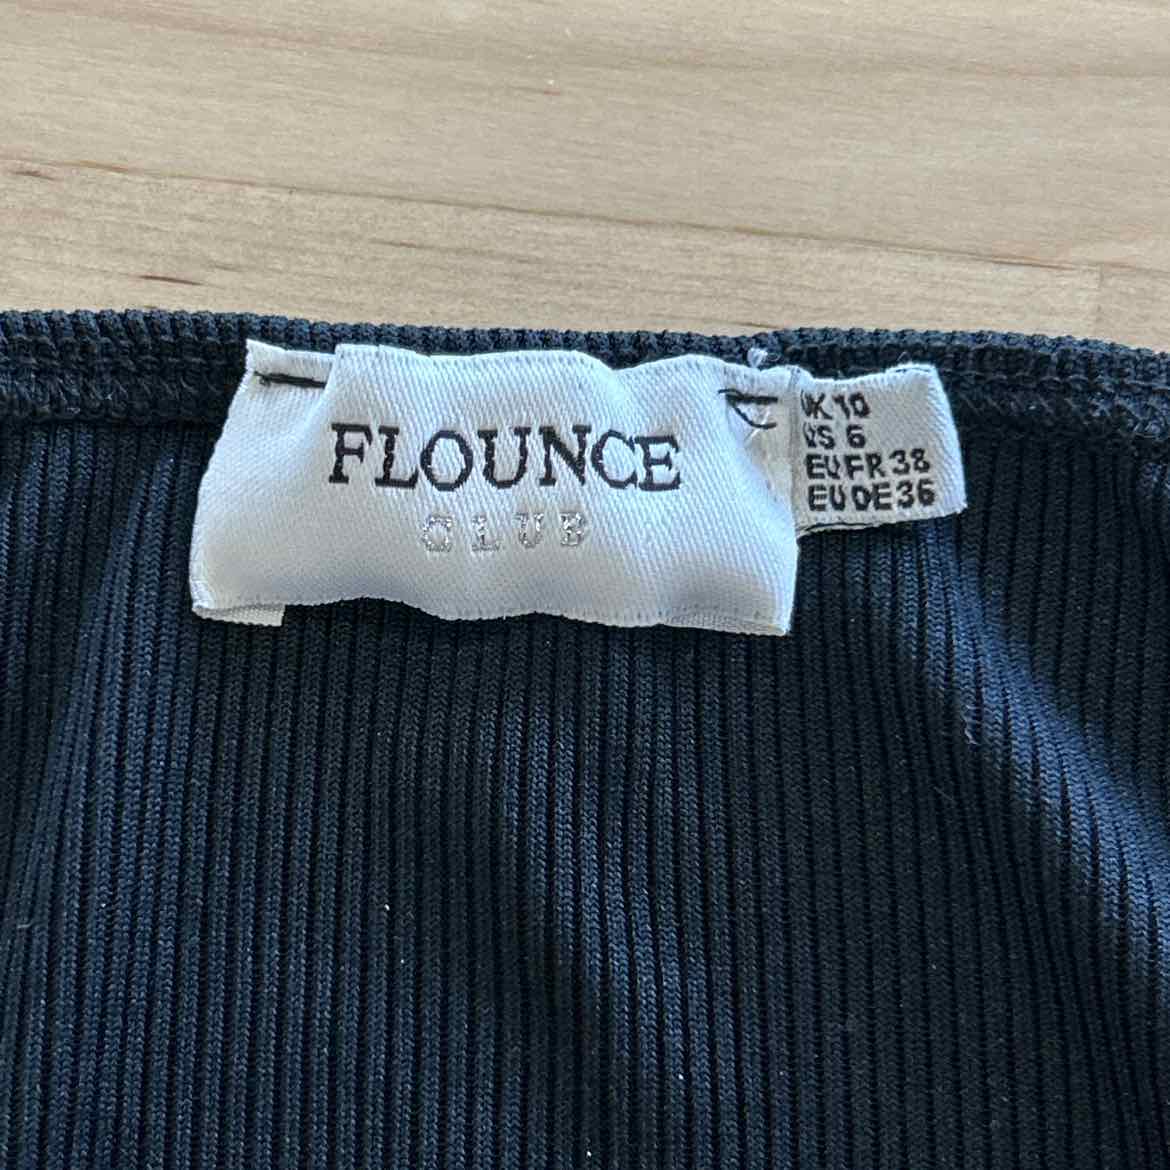 FLOUNCE
CLUB
UK 10
US 6
EU FR 38
EU DE 36